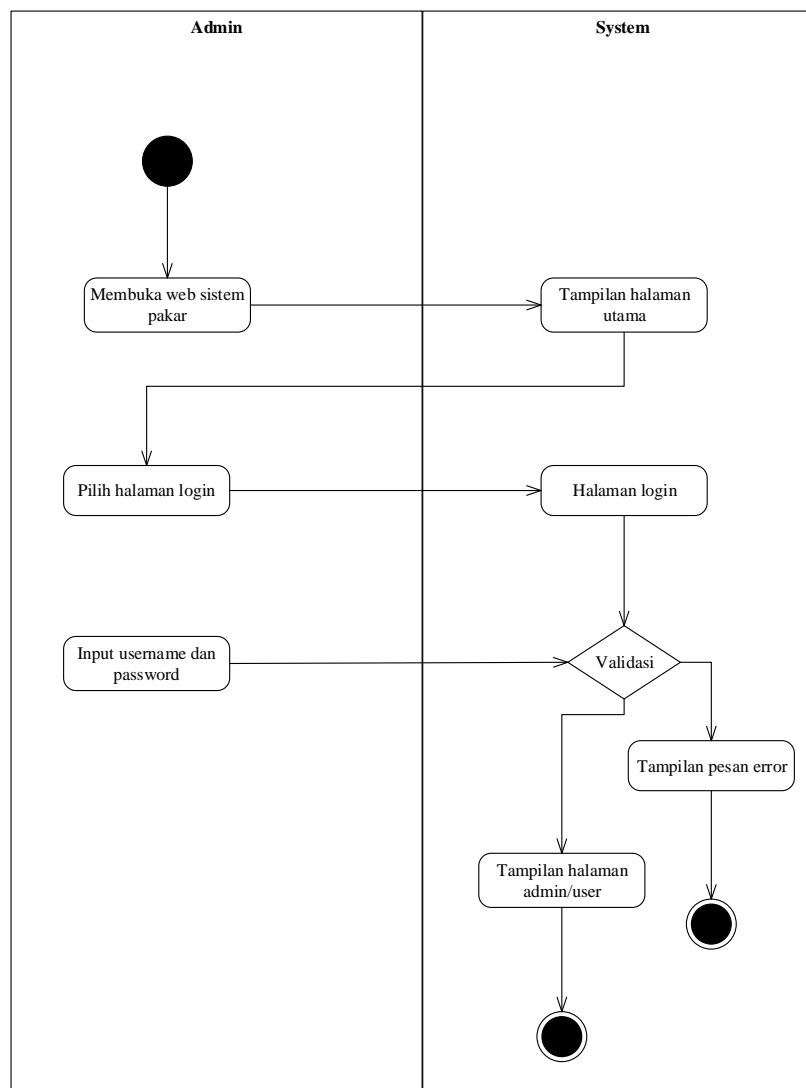 Admin
System
Membuka web sistem
pakar
Tampilan halaman
utama
Pilih halaman login
Halaman login
Input username dan
password
Validasi
Tampilan pesan error
Tampilan halaman
admin/user